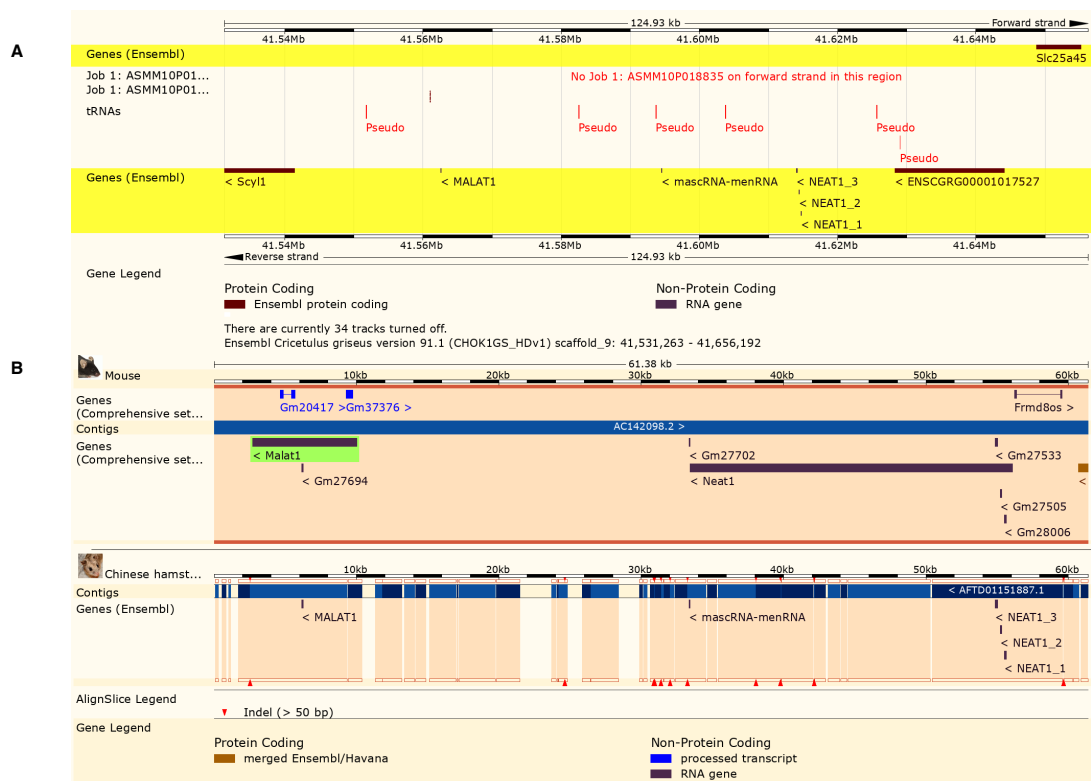 A
124.93 kb Forward strand
41.54Mb 41.56Mb 41.58Mb 41.60Mb 41.62Mb 41.64Mb
Genes (Ensembl)
Slc25a45
Job 1: ASMM10P01... No Job 1: ASMM10P018835 on forward strand in this region
Job 1: ASMM10P01...
tRNAs
Pseudo Pseudo Pseudo Pseudo Pseudo
Pseudo
Genes (Ensembl)
< Scyl1 < MALAT1 < mascRNA-menRNA < NEAT1_3 < ENSCGRG00001017527
< NEAT1_2
< NEAT1_1
41.54Mb 41.56Mb 41.58Mb 41.60Mb 41.62Mb 41.64Mb
Reverse strand 124.93 kb
Gene Legend
Protein Coding Non-Protein Coding
Ensembl protein coding RNA gene
There are currently 34 tracks turned off.
Ensembl Cricetulus griseus version 91.1 (CHOK1GS_HDv1) scaffold_9: 41,531,263 - 41,656,192
B
61.38 kb
Mouse 10kb 20kb 30kb 40kb 50kb 60kb
Genes
(Comprehensive set...
Gm20417 >Gm37376 > Frmd8os >
Contigs AC142098.2 >
Genes
(Comprehensive set...
< Malat1 < Gm27702 < Gm27533
< Gm27694 < Neat1 <
< Gm27505
< Gm28006
Chinese hamst... 10kb 20kb 30kb 40kb 50kb 60kb
Contigs < AFTD01151887.1
Genes (Ensembl)
< MALAT1 < mascRNA-menRNA < NEAT1_3
< NEAT1_2
< NEAT1_1
AlignSlice Legend
Indel (> 50 bp)
Gene Legend
Protein Coding Non-Protein Coding
merged Ensembl/Havana processed transcript
RNA gene